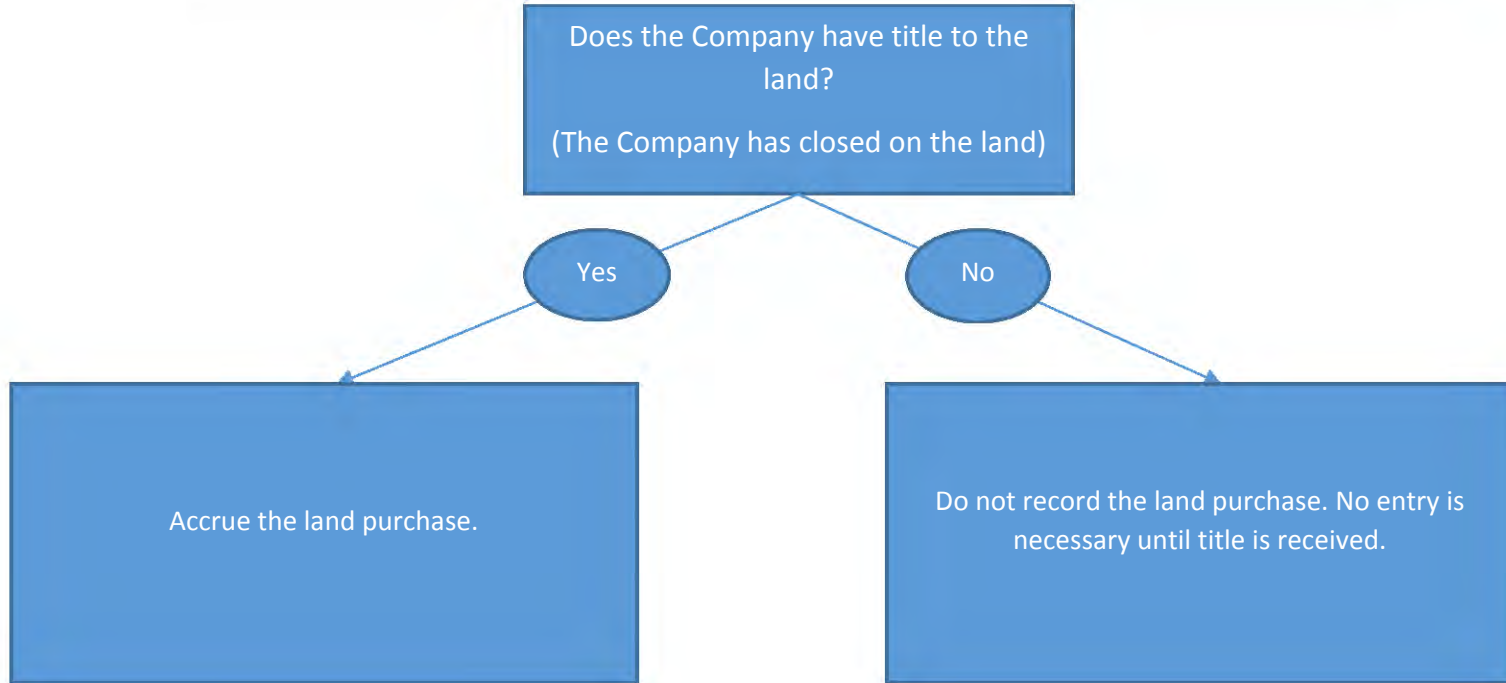 Does the Company have title to the
land?
(The Company has closed on the land)
Yes
No
Accrue the land purchase.
Do not record the land purchase. No entry is
necessary until title is received.